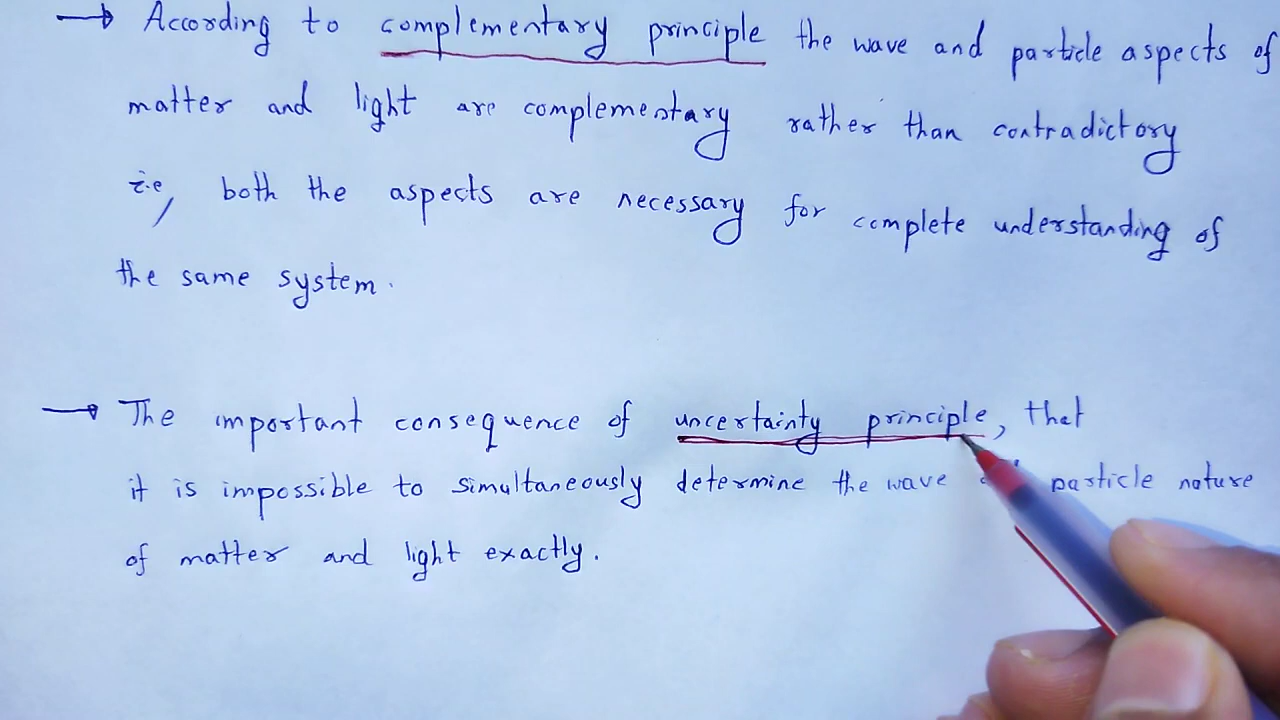 → According to complementary principle the wave and particle aspects of
matter and light are complementary rather than contradictory
i.e, both the aspects are necessary for complete understanding of
the same system.
→ The important consequence of uncertainty principle, that
it is impossible to simultaneously determine the wave particle nature
of matter and light exactly.